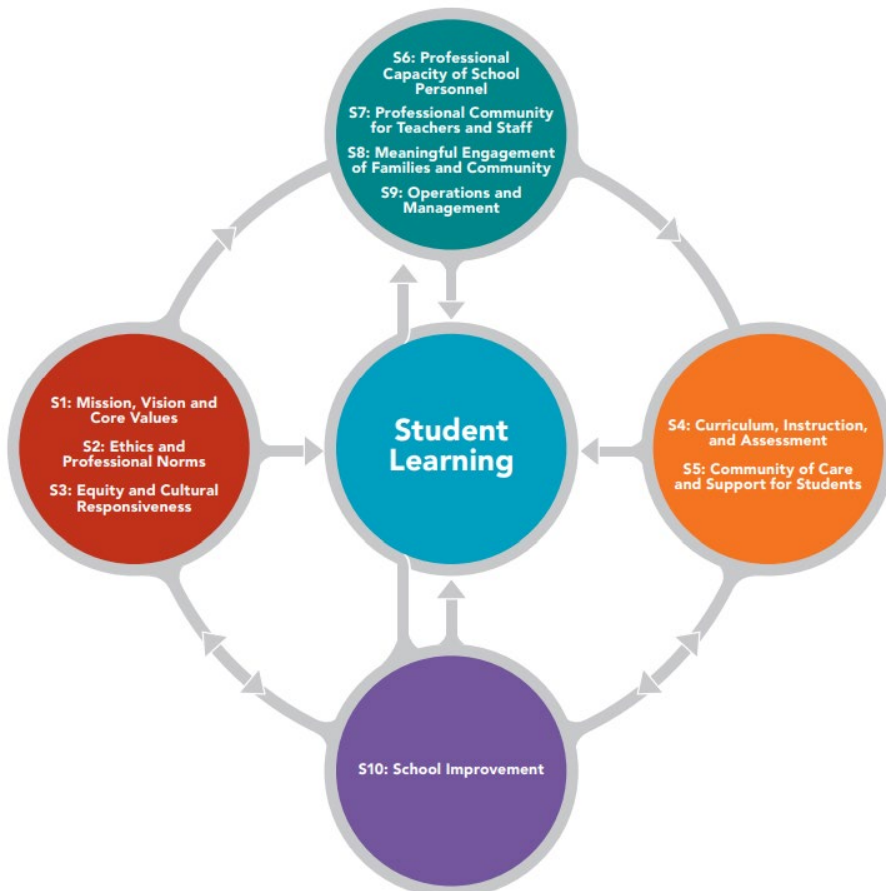 S6: Professional
Capacity of School
Personnel
S7: Professional Community
for Teachers and Staff
S8: Meaningful Engagement
of Families and Community
S9: Operations and
Management
S1: Mission, Vision and
Core Values
S2: Ethics and
Professional Norms
S3: Equity and Cultural
Responsiveness
Student
Learning
S4: Curriculum, Instruction,
and Assessment
S5: Community of Care
and Support for Students
S10: School Improvement